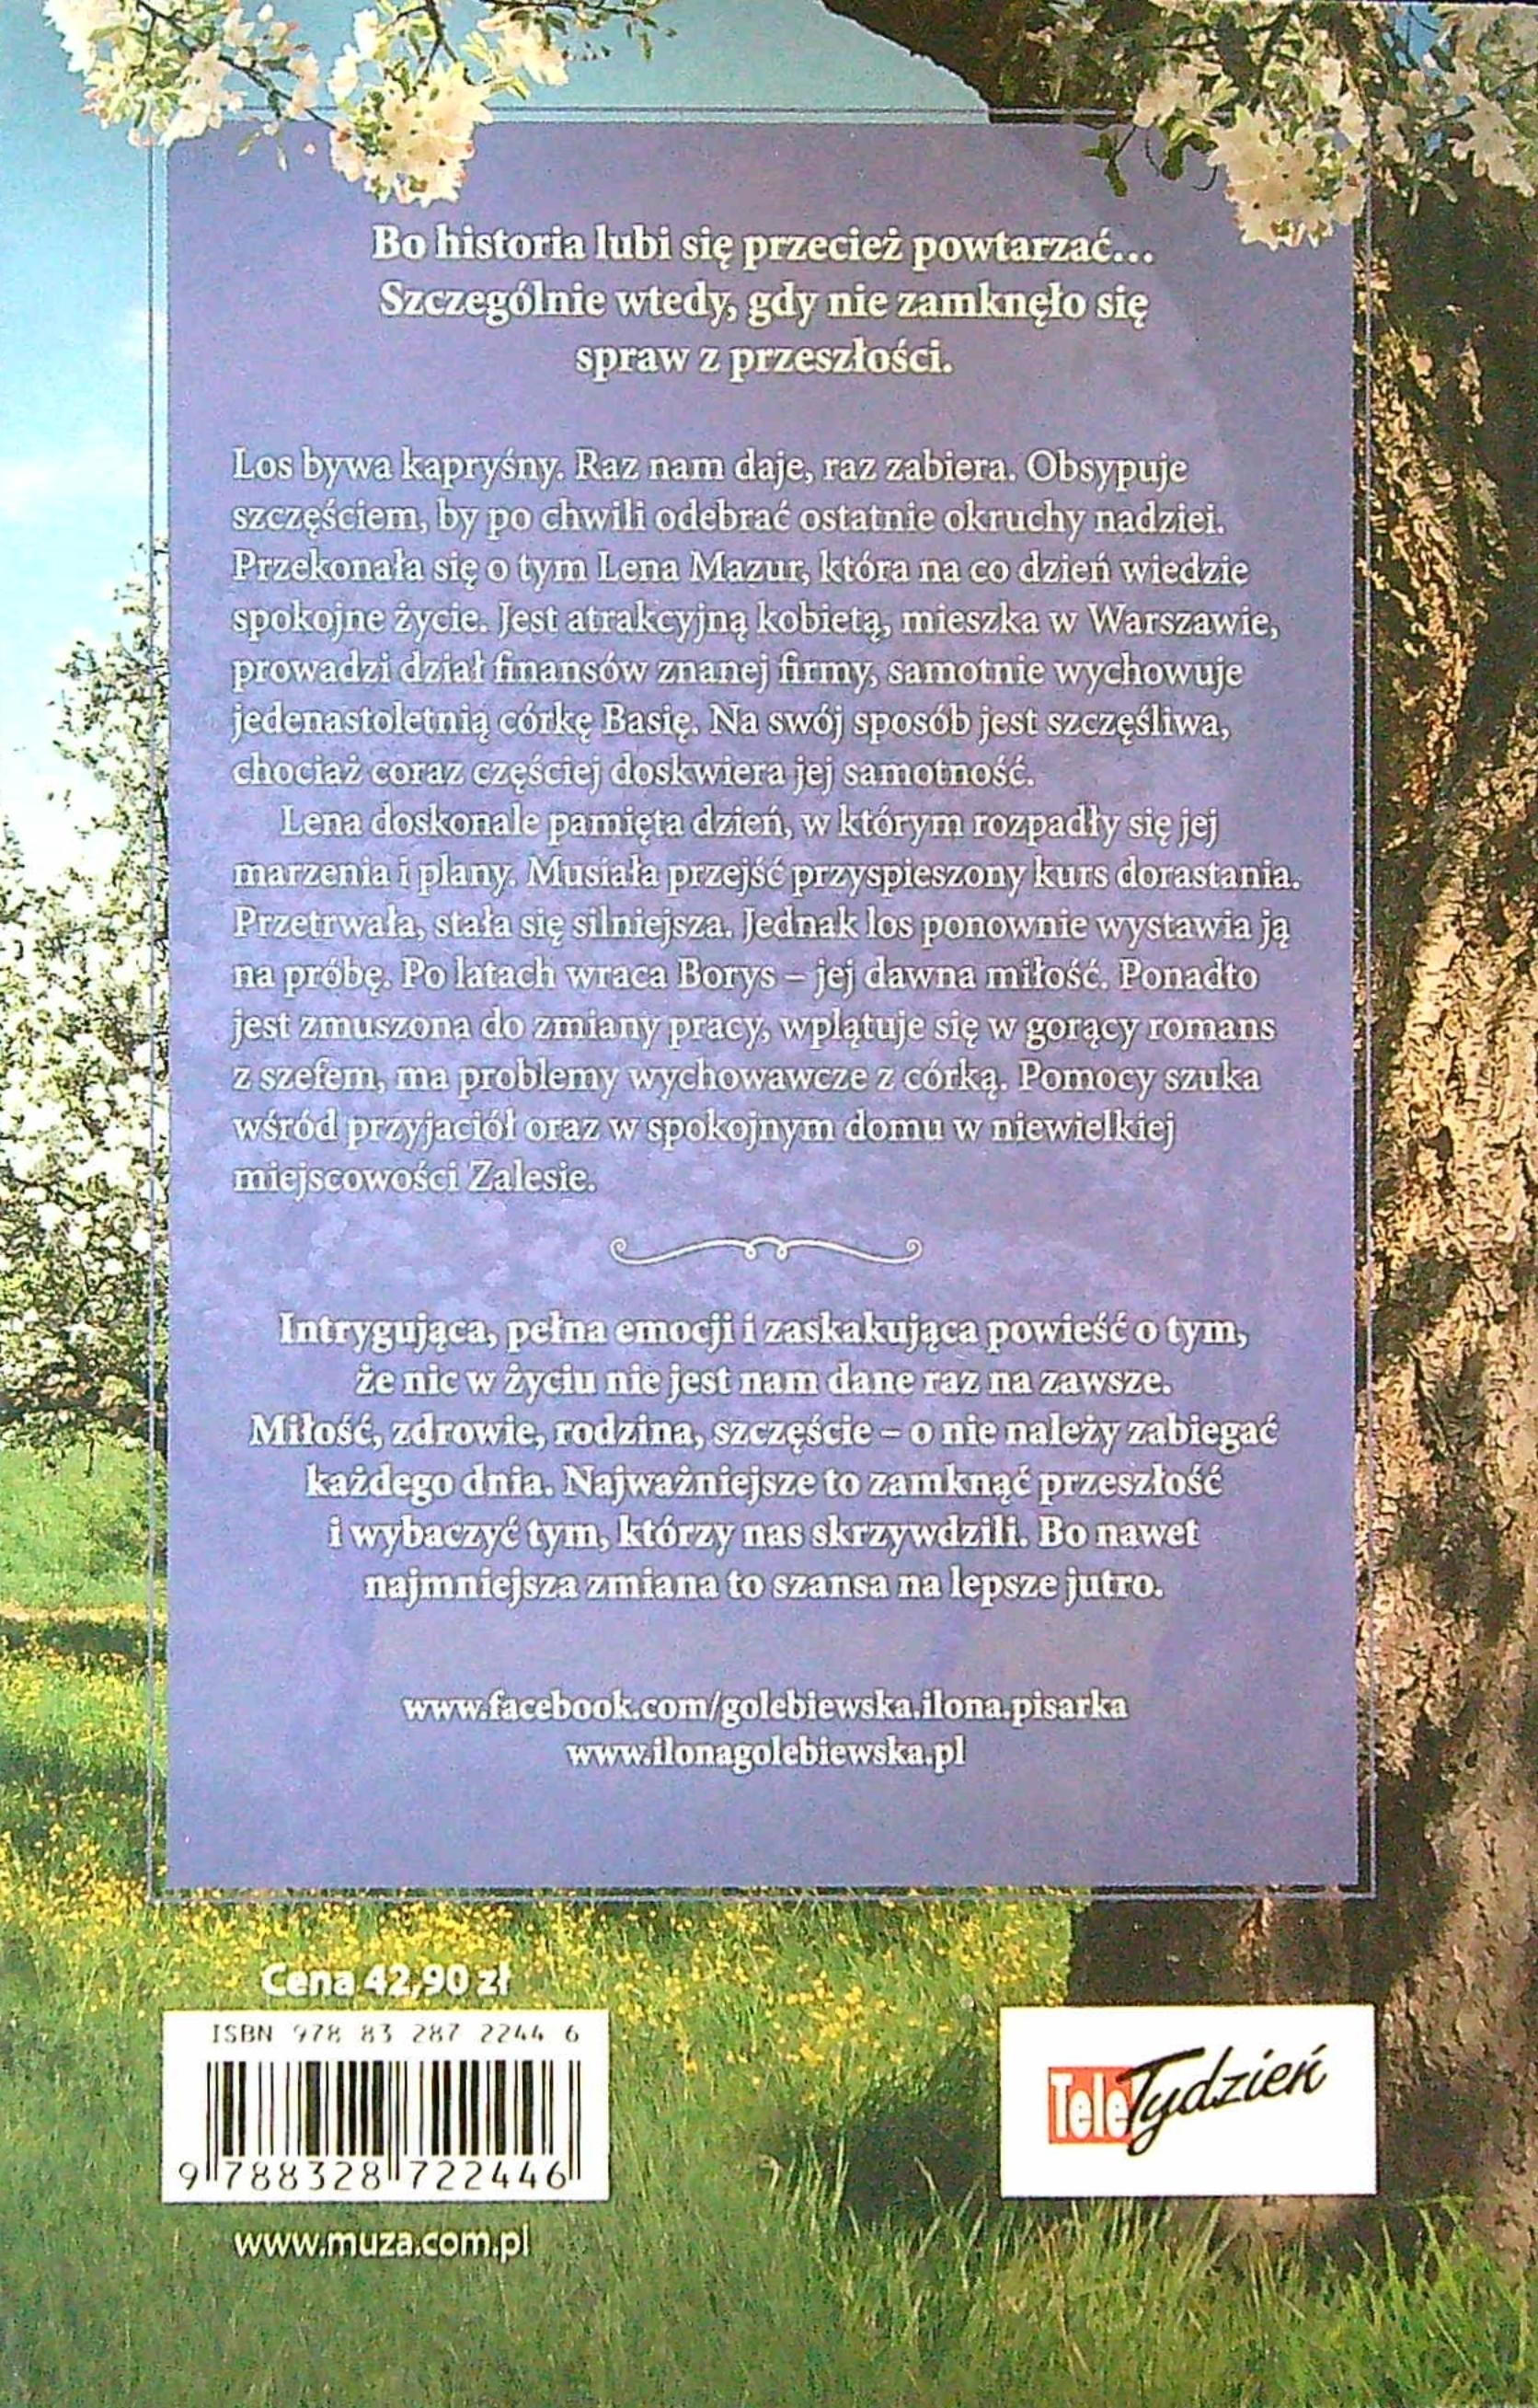 Bo historia lubi się przecież powtarzać...
Szczególnie wtedy, gdy nie zamknęło się
spraw z przeszłości.
Los bywa kapryśny. Raz nam daje, raz zabiera. Obsypuje
szczęściem, by po chwili odebrać ostatnie okruchy nadziei.
Przekonała się o tym Lena Mazur, która na co dzień wiedzie
spokojne życie. Jest atrakcyjną kobietą, mieszka w Warszawie,
prowadzi dział finansów znanej firmy, samotnie wychowuje
jedenastoletnią córkę Basię. Na swój sposób jest szczęśliwa,
chociaż coraz częściej doskwiera jej samotność.
Lena doskonale pamięta dzień, w którym rozpadły się jej
marzenia i plany. Musiała przejść przyspieszony kurs dorastania.
Przetrwała, stała się silniejsza. Jednak los ponownie wystawia ją
na próbę. Po latach wraca Borys – jej dawna miłość. Ponadto
jest zmuszona do zmiany pracy, wplątuje się w gorący romans
z szefem, ma problemy wychowawcze z córką. Pomocy szuka
wśród przyjaciół oraz w spokojnym domu w niewielkiej
miejscowości Zalesie.
Intrygująca, pełna emocji i zaskakująca powieść o tym,
że nic w życiu nie jest nam dane raz na zawsze.
Miłość, zdrowie, rodzina, szczęście – o nie należy zabiegać
każdego dnia. Najważniejsze to zamknąć przeszłość
i wybaczyć tym, którzy nas skrzywdzili. Bo nawet
najmniejsza zmiana to szansa na lepsze jutro.
www.facebook.com/golebiewska.ilona.pisarka
www.ilonagolebiewska.pl
Cena 42,90 zł
ISBN 978 83 287 2244 6
9 788328 722446
www.muza.com.pl
Tele Tydzień